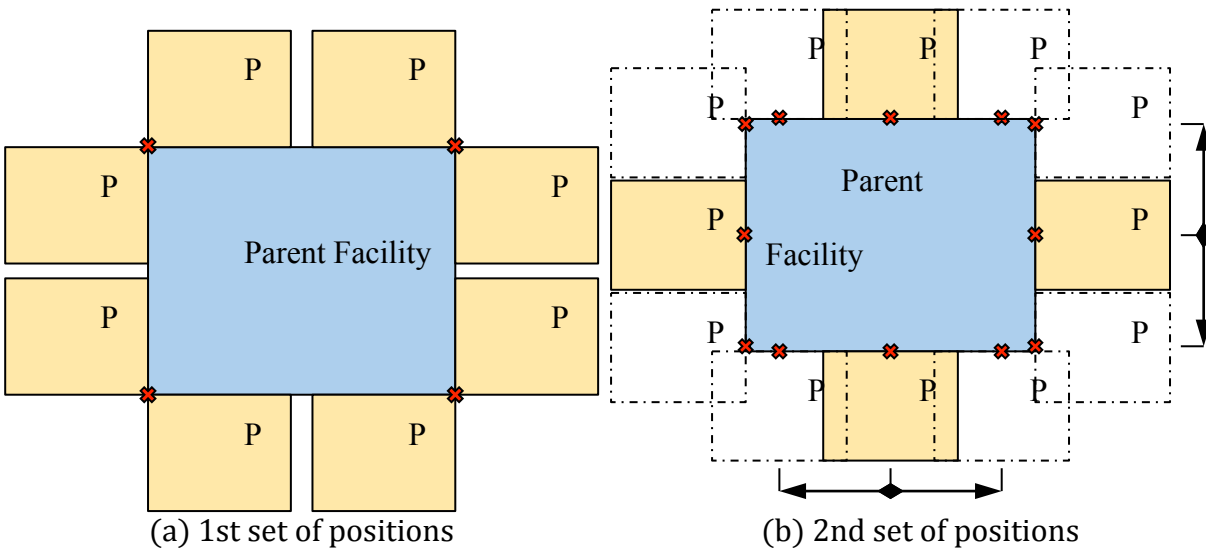 P P
P P
Parent Facility
P P
P P
(a) 1st set of positions
P P P
P P
Parent
P P
Facility
P P
P P P
(b) 2nd set of positions